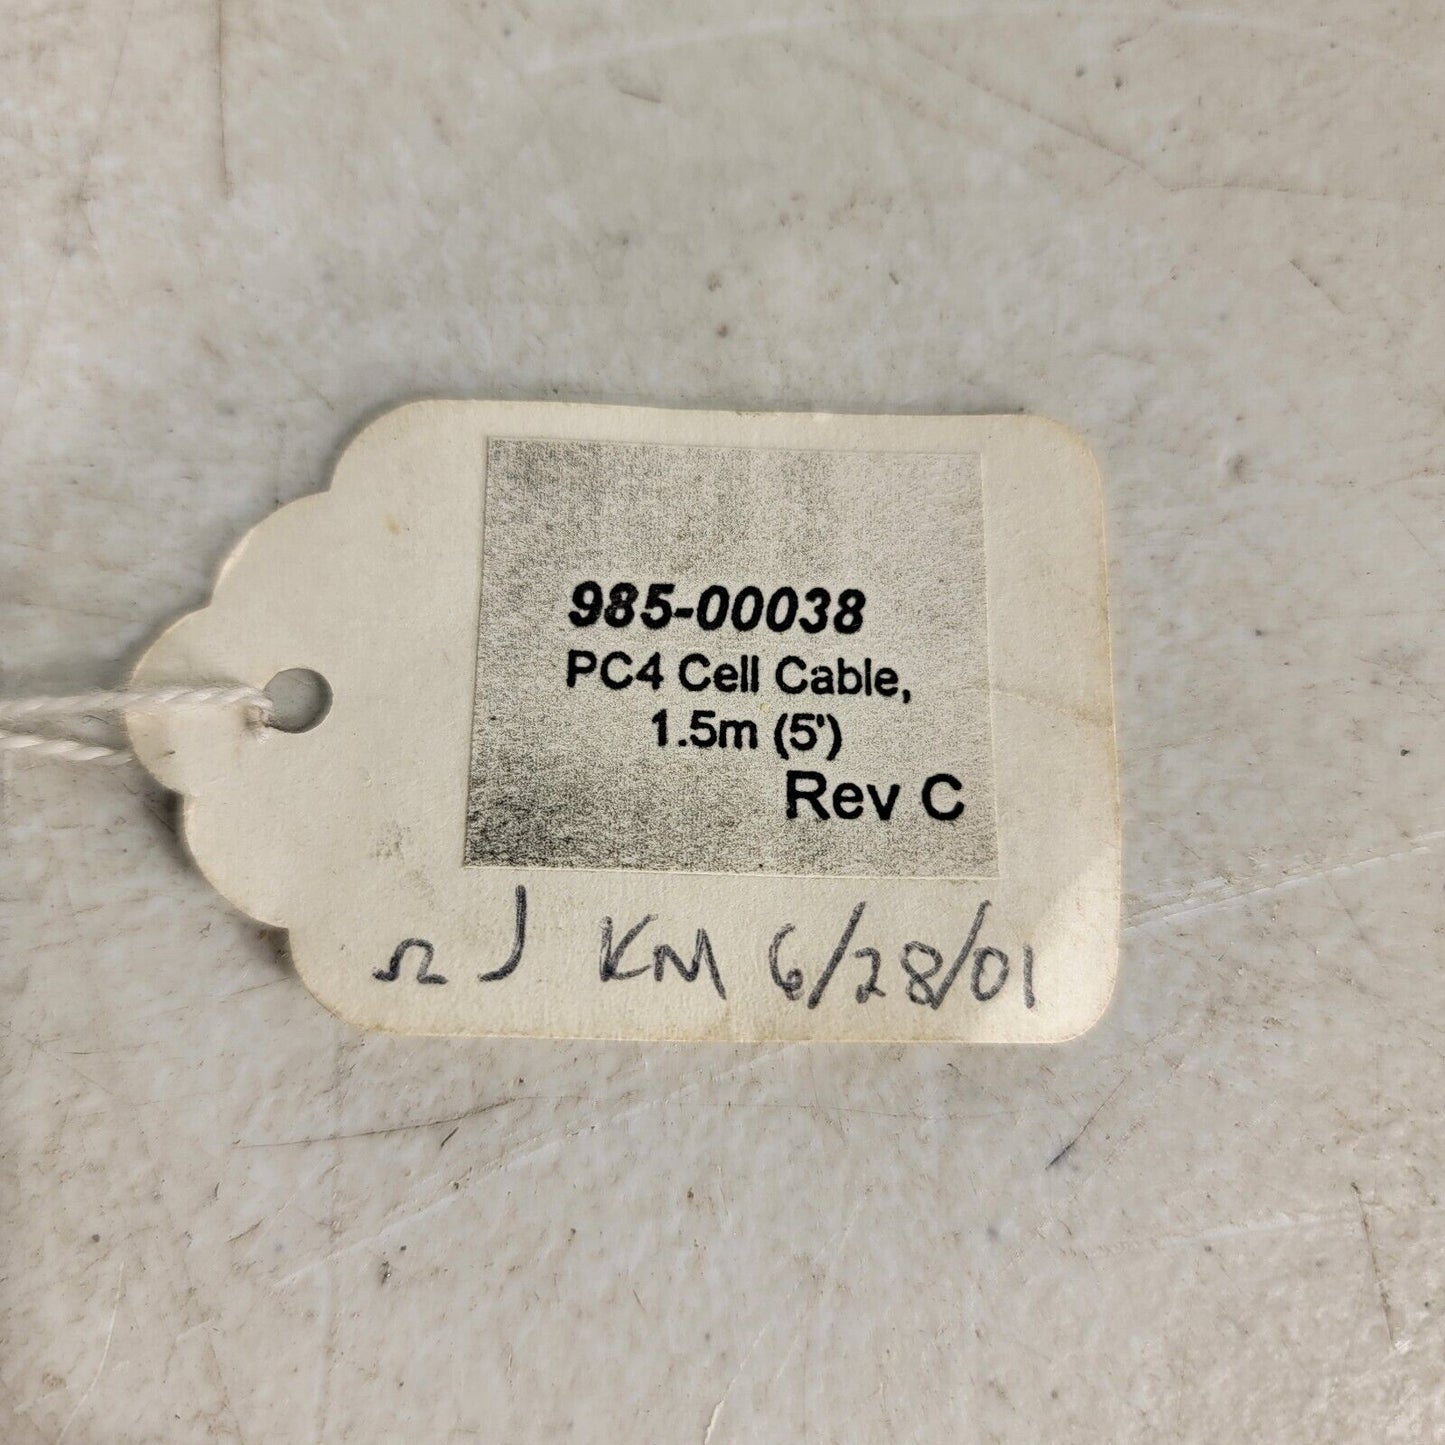 985-00038
PC4 Cell Cable,
1.5m (5')
Rev C
Ω J KM 6/28/01